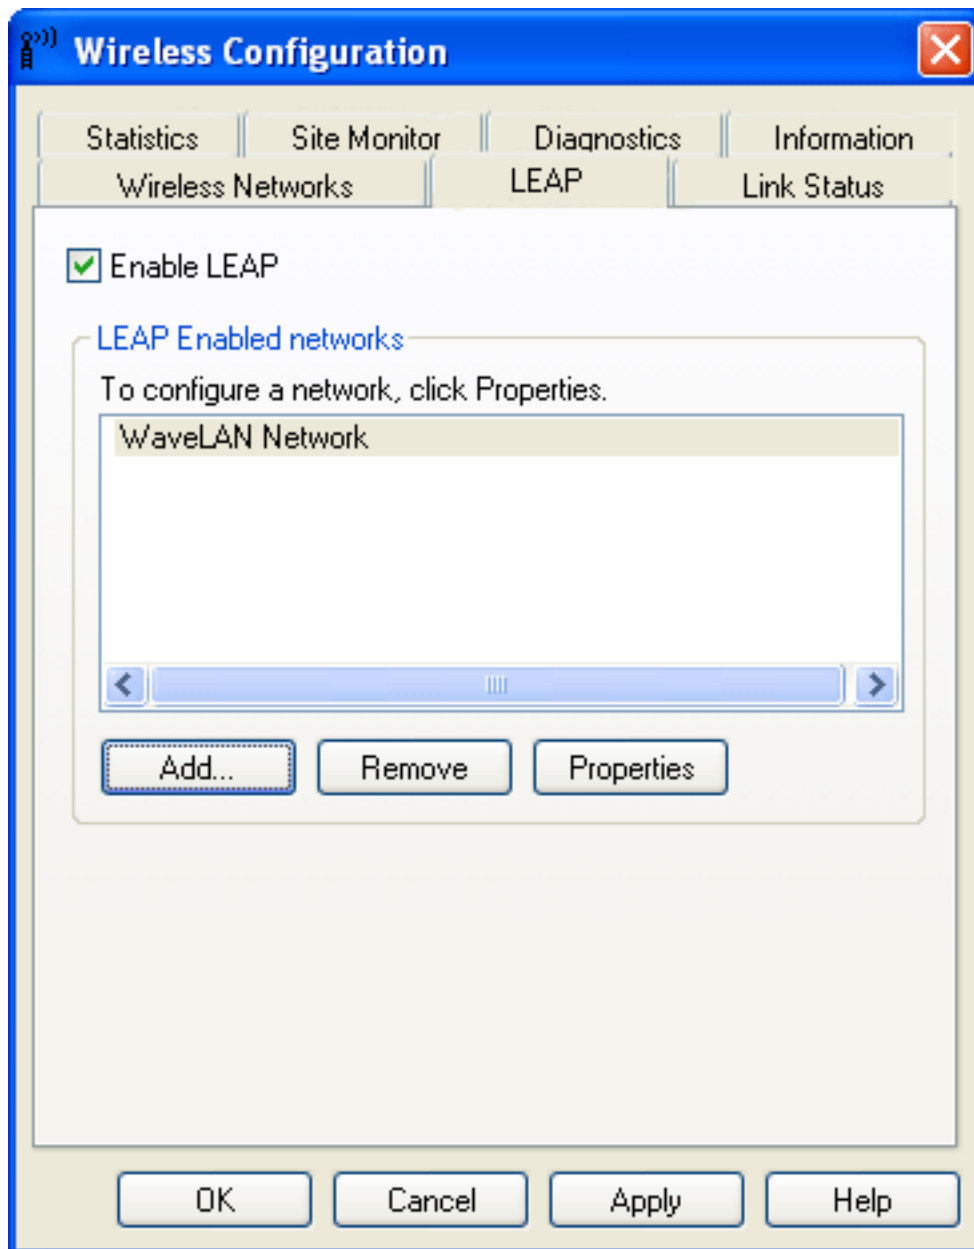 Wireless Configuration
Statistics Site Monitor Diagnostics Information
Wireless Networks LEAP Link Status
Enable LEAP
LEAP Enabled networks
To configure a network, click Properties.
WaveLAN Network
Add... Remove Properties
OK Cancel Apply Help